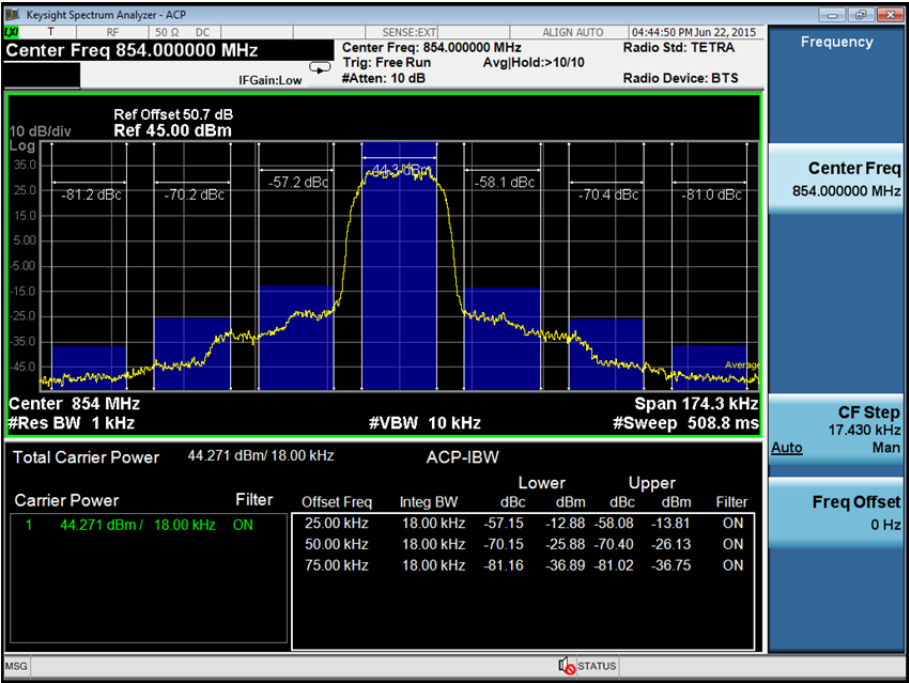 Keysight Spectrum Analyzer - ACP
LXI T RF 50 Ω DC SENSE:EXT ALIGN AUTO 04:44:50 PM Jun 22, 2015
Center Freq 854.000000 MHz
Center Freq: 854.000000 MHz Radio Std: TETRA
Trig: Free Run Avg|Hold:>10/10
IFGain:Low #Atten: 10 dB Radio Device: BTS
Frequency
Ref Offset 50.7 dB
10 dB/div Ref 45.00 dBm
Log
35.0
25.0
15.0
5.00
-5.00
-15.0
-25.0
-35.0
-45.0
-81.2 dBc -70.2 dBc -57.2 dBc 44.3 dBm -58.1 dBc -70.4 dBc -81.0 dBc
Average
Center 854 MHz Span 174.3 kHz
#Res BW 1 kHz #VBW 10 kHz #Sweep 508.8 ms
Center Freq
854.000000 MHz
CF Step
17.430 kHz
Auto Man
Freq Offset
0 Hz
Total Carrier Power 44.271 dBm/ 18.00 kHz ACP-IBW
Lower Upper
Carrier Power Filter Offset Freq Integ BW dBc dBm dBc dBm Filter
1 44.271 dBm / 18.00 kHz ON 25.00 kHz 18.00 kHz -57.15 -12.88 -58.08 -13.81 ON
50.00 kHz 18.00 kHz -70.15 -25.88 -70.40 -26.13 ON
75.00 kHz 18.00 kHz -81.16 -36.89 -81.02 -36.75 ON
MSG STATUS